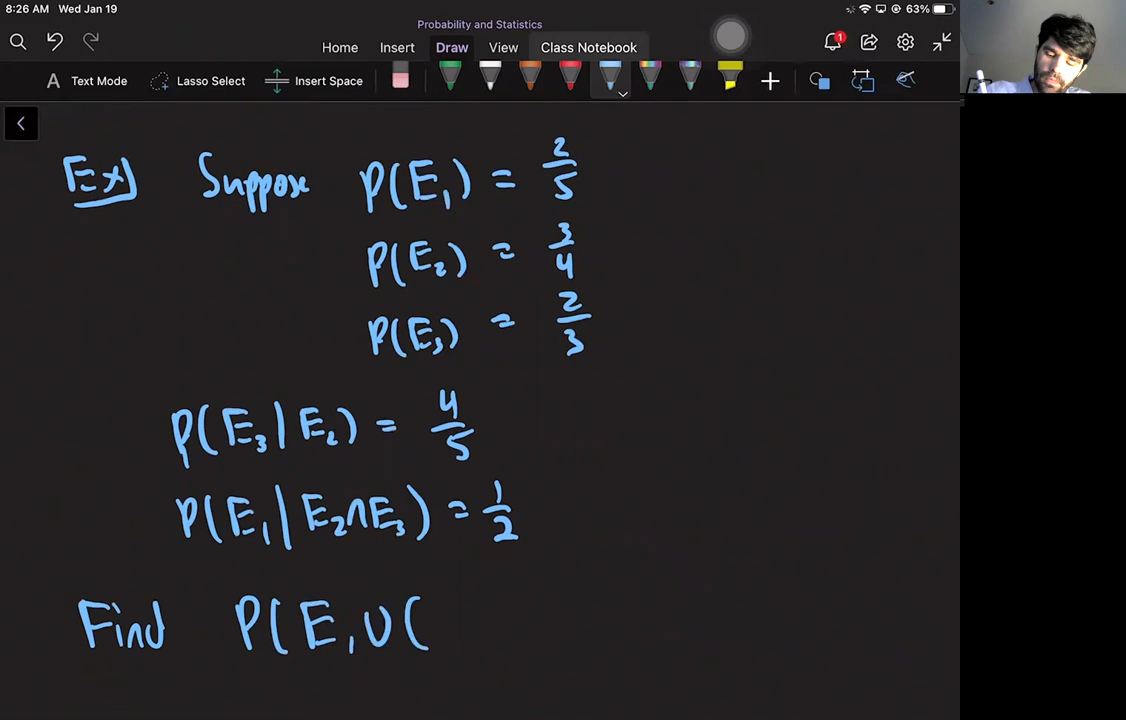 8:26 AM Wed Jan 19
63%
Probability and Statistics
Home Insert Draw View Class Notebook
1
Text Mode Lasso Select Insert Space
Ex) Suppose P(E₁) = 2/5
P(E₂) = 3/4
P(E₃) = 2/3
P(E₃|E₂) = 4/5
P(E₁|E₂∩E₃) = 1/2
Find P(E₁∪(